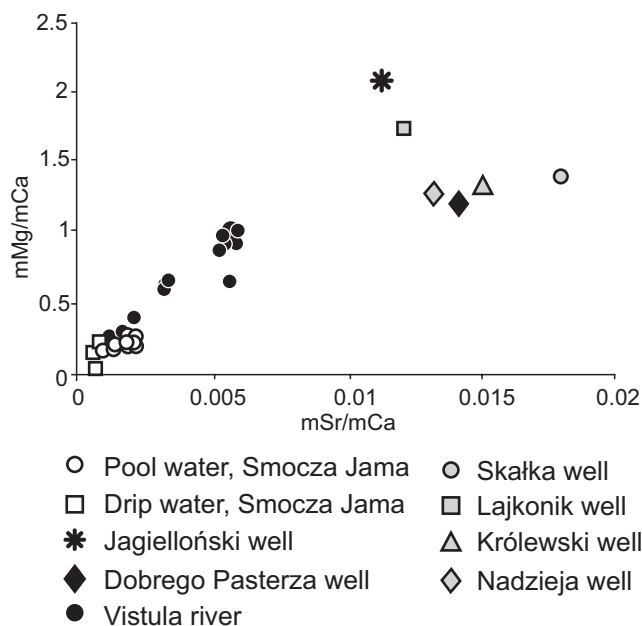 2.5
2
1.5
1
0.5
0
mMg/mCa
0 0.005 0.01 0.015 0.02
mSr/mCa
Pool water, Smocza Jama
Drip water, Smocza Jama
Jagielloński well
Dobrego Pasterza well
Vistula river
Skałka well
Lajkonik well
Królewski well
Nadzieja well